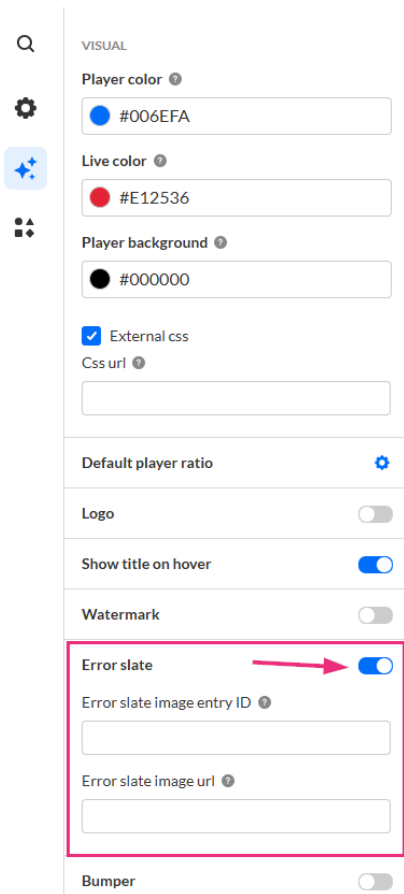 VISUAL
Player color ?
#006EFA
Live color ?
#E12536
Player background ?
#000000
External css
Css url ?
Default player ratio
Logo
Show title on hover
Watermark
Error slate
Error slate image entry ID ?
Error slate image url ?
Bumper